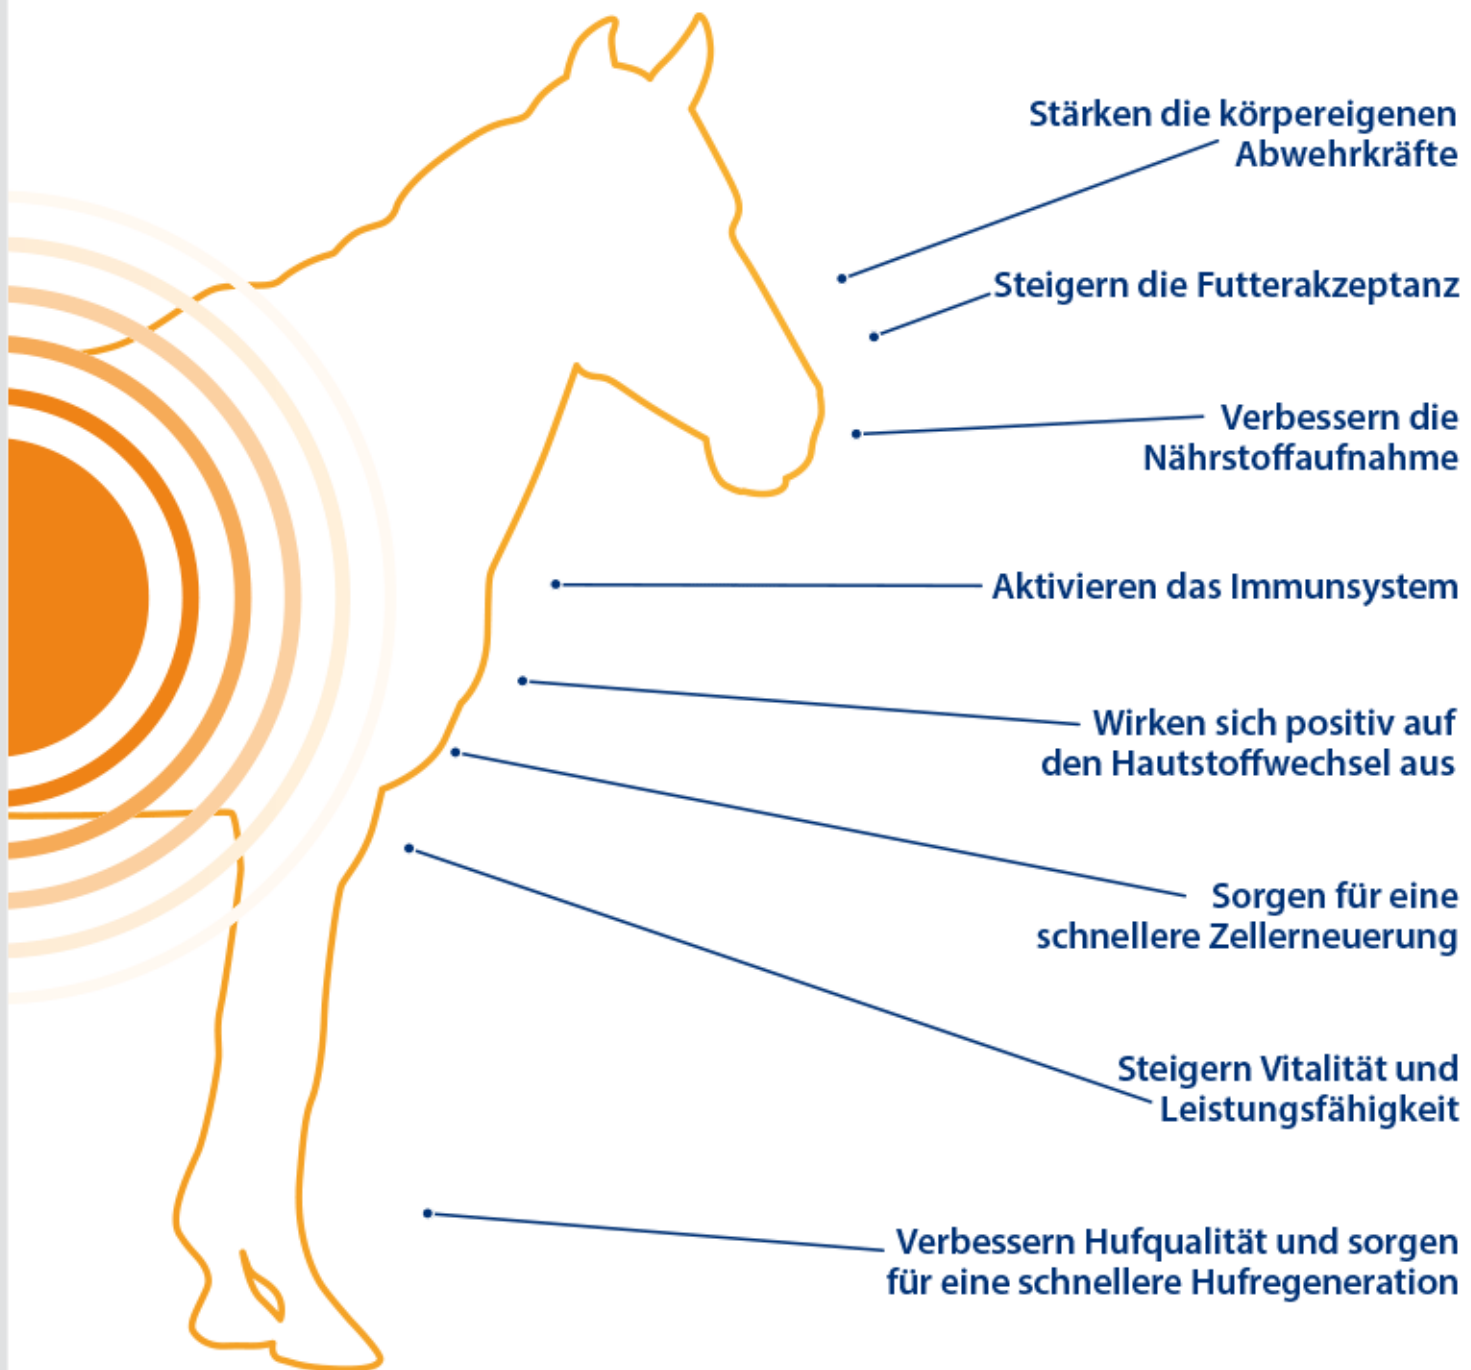 Stärken die körpereigenen
Abwehrkräfte
Steigern die Futterakzeptanz
Verbessern die
Nährstoffaufnahme
Aktivieren das Immunsystem
Wirken sich positiv auf
den Hautstoffwechsel aus
Sorgen für eine
schnellere Zellerneuerung
Steigern Vitalität und
Leistungsfähigkeit
Verbessern Hufqualität und sorgen
für eine schnellere Hufregeneration